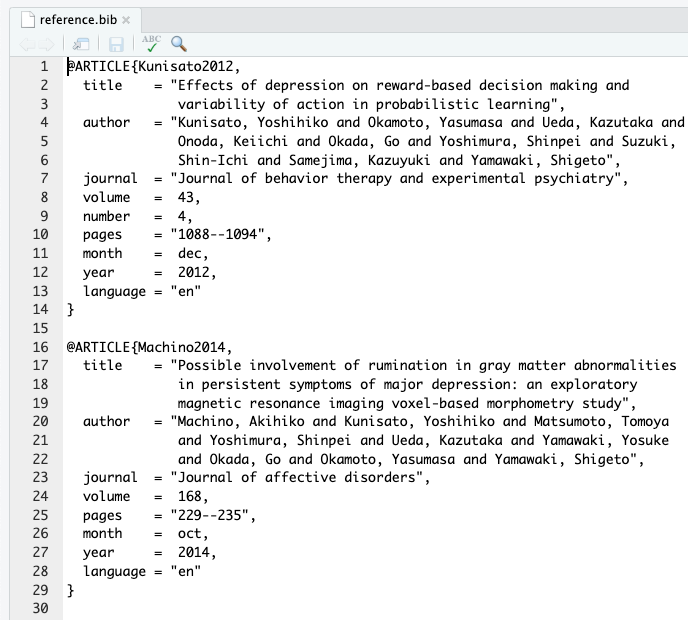 reference.bib
ABC
1 @ARTICLE{Kunisato2012,
2 title = "Effects of depression on reward-based decision making and
3 variability of action in probabilistic learning",
4 author = "Kunisato, Yoshihiko and Okamoto, Yasumasa and Ueda, Kazutaka and
5 Onoda, Keiichi and Okada, Go and Yoshimura, Shinpei and Suzuki,
6 Shin-Ichi and Samejima, Kazuyuki and Yamawaki, Shigeto",
7 journal = "Journal of behavior therapy and experimental psychiatry",
8 volume = 43,
9 number = 4,
10 pages = "1088--1094",
11 month = dec,
12 year = 2012,
13 language = "en"
14 }
15
16 @ARTICLE{Machino2014,
17 title = "Possible involvement of rumination in gray matter abnormalities
18 in persistent symptoms of major depression: an exploratory
19 magnetic resonance imaging voxel-based morphometry study",
20 author = "Machino, Akihiko and Kunisato, Yoshihiko and Matsumoto, Tomoya
21 and Yoshimura, Shinpei and Ueda, Kazutaka and Yamawaki, Yosuke
22 and Okada, Go and Okamoto, Yasumasa and Yamawaki, Shigeto",
23 journal = "Journal of affective disorders",
24 volume = 168,
25 pages = "229--235",
26 month = oct,
27 year = 2014,
28 language = "en"
29 }
30